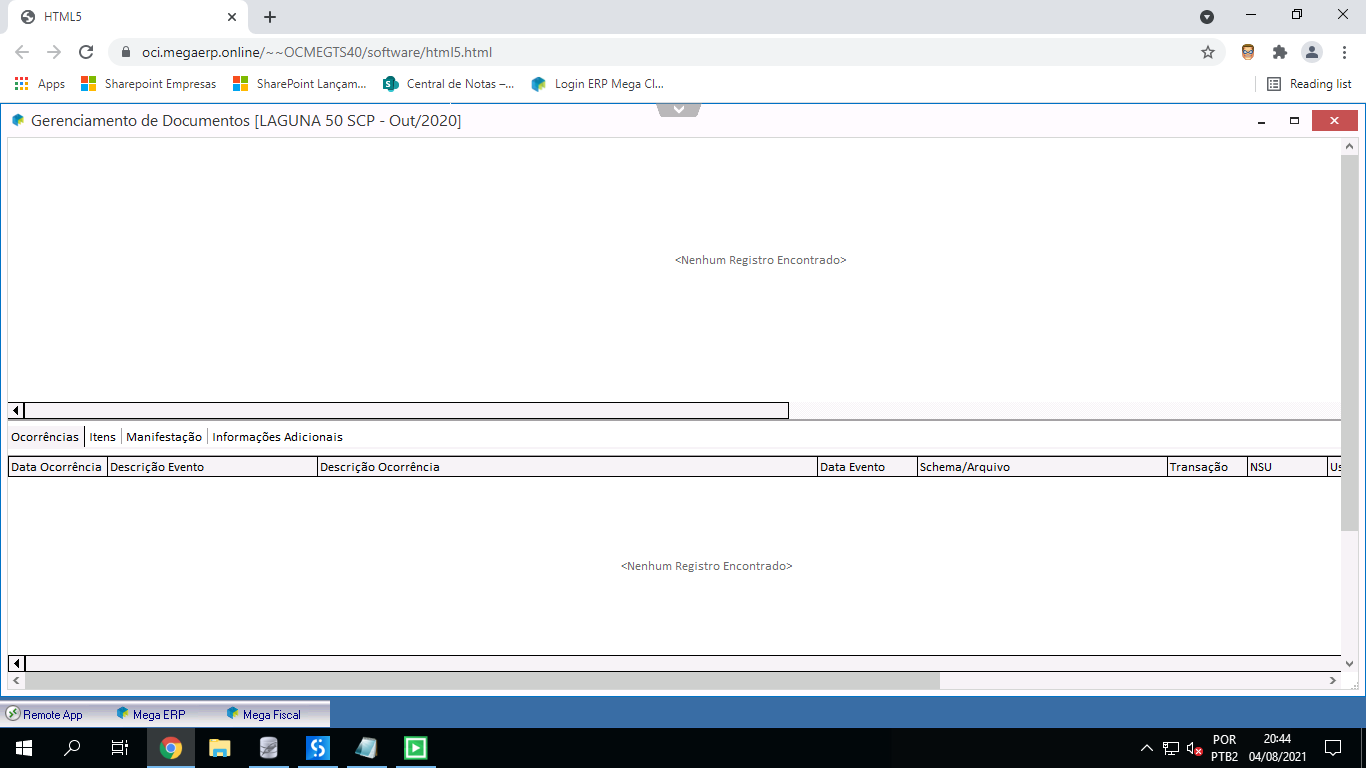 HTML5
oci.megaerp.online/~~OCMEGTS40/software/html5.html
Apps Sharepoint Empresas SharePoint Lançam... Central de Notas –... Login ERP Mega Cl... Reading list
Gerenciamento de Documentos [LAGUNA 50 SCP - Out/2020]
<Nenhum Registro Encontrado>
Ocorrências Itens Manifestação Informações Adicionais
Data Ocorrência Descrição Evento Descrição Ocorrência Data Evento Schema/Arquivo Transação NSU Us
<Nenhum Registro Encontrado>
Remote App Mega ERP Mega Fiscal
POR 20:44
PTB2 04/08/2021